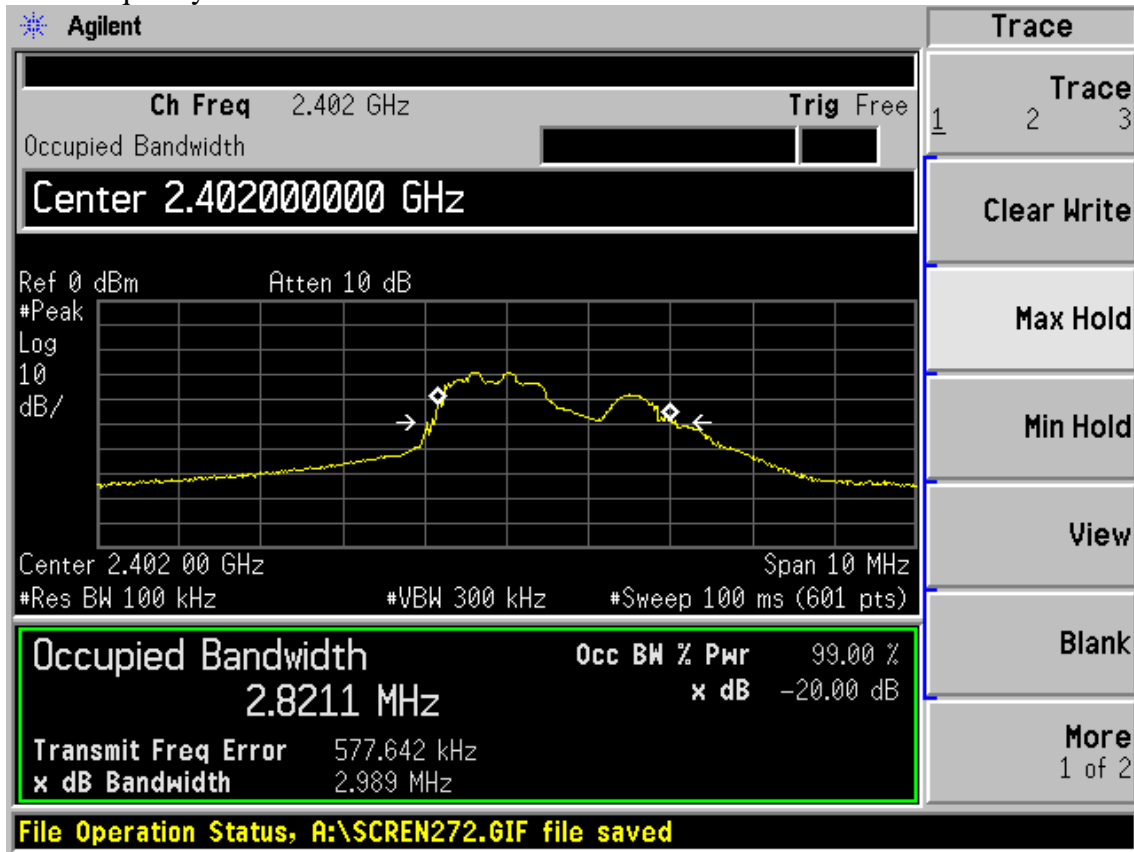 Agilent
Ch Freq 2.402 GHz Trig Free
Occupied Bandwidth
Center 2.402000000 GHz
Ref 0 dBm Atten 10 dB
#Peak
Log
10
dB/
Center 2.402 00 GHz Span 10 MHz
#Res BW 100 kHz #VBW 300 kHz #Sweep 100 ms (601 pts)
Occupied Bandwidth Occ BW % Pwr 99.00 %
2.8211 MHz x dB -20.00 dB
Transmit Freq Error 577.642 kHz
x dB Bandwidth 2.989 MHz
File Operation Status, A:\SCREN272.GIF file saved
Trace
Trace
1 2 3
Clear Write
Max Hold
Min Hold
View
Blank
More
1 of 2